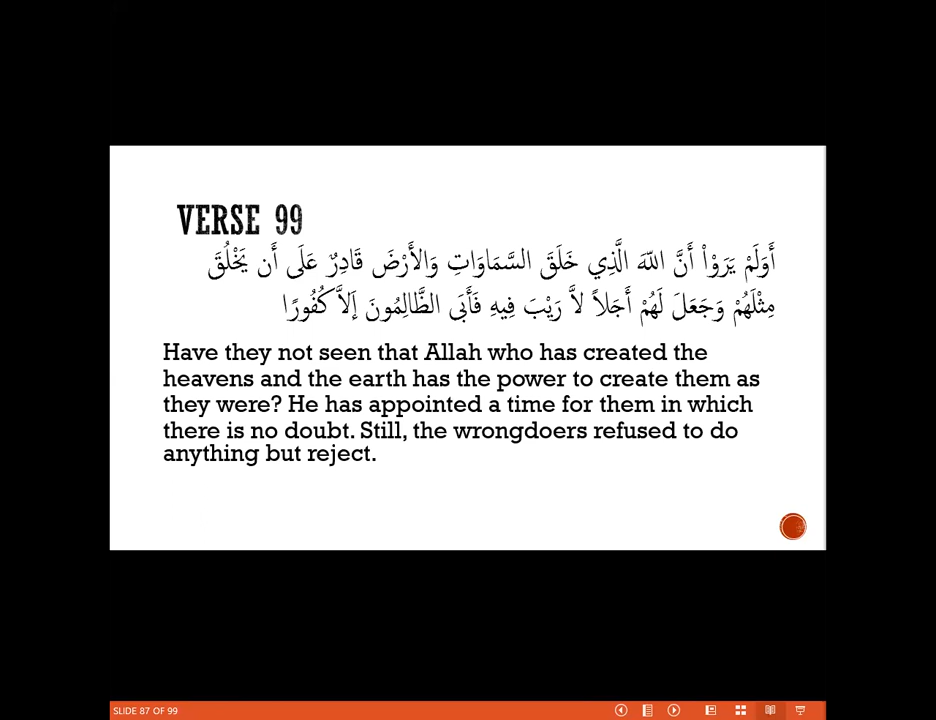 VERSE 99
أَوَلَمْ يَرَوْاْ أَنَّ اللّهَ الَّذِي خَلَقَ السَّمَاوَاتِ وَالأَرْضَ قَادِرٌ عَلَى أَن يَخْلُقَ
مِثْلَهُمْ وَجَعَلَ لَهُمْ أَجَلاً لاَّ رَيْبَ فِيهِ فَأَبَى الظَّالِمُونَ إَلاَّ كُفُورًا
Have they not seen that Allah who has created the
heavens and the earth has the power to create them as
they were? He has appointed a time for them in which
there is no doubt. Still, the wrongdoers refused to do
anything but reject.
SLIDE 87 OF 99